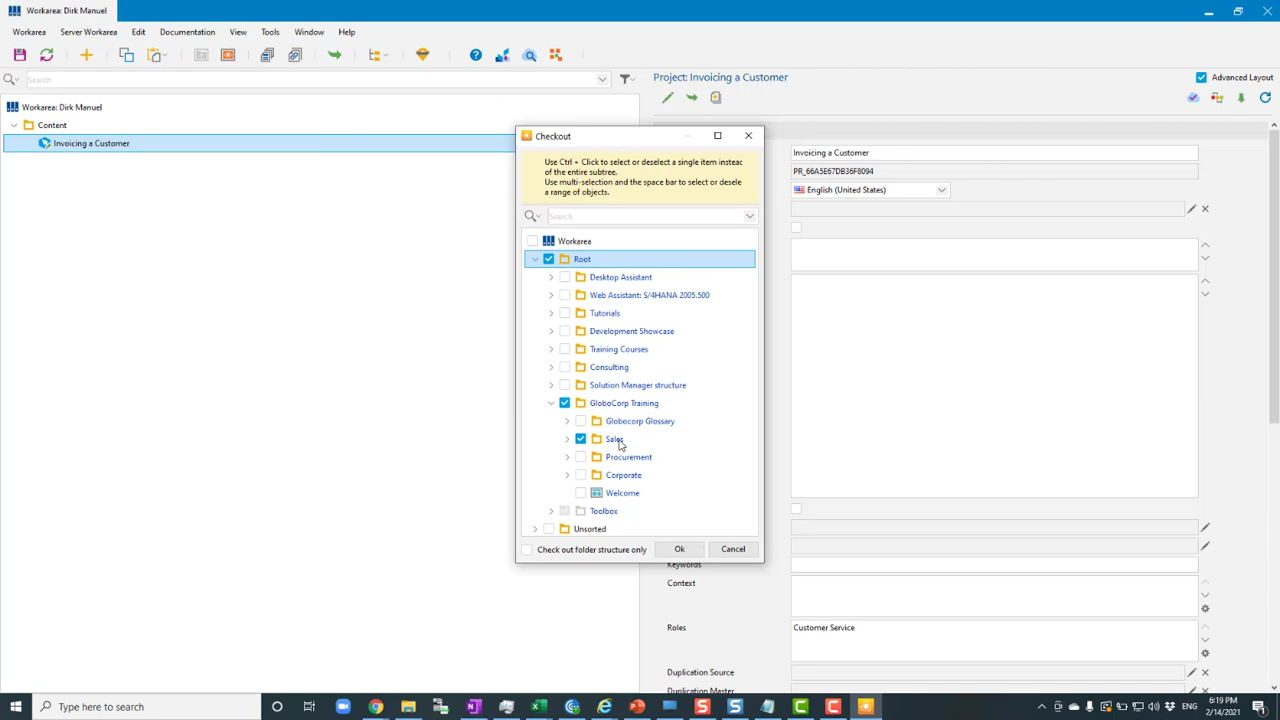 Workarea: Dirk Manuel
Workarea Server Workarea Edit Documentation View Tools Window Help
Search
Project: Invoicing a Customer
Advanced Layout
Workarea: Dirk Manuel
Content
Invoicing a Customer
Checkout
Use Ctrl + Click to select or deselect a single item insteac
of the entire subtree.
Use multi-selection and the space bar to select or desele
a range of objects.
Search
Workarea
Root
Desktop Assistant
Web Assistant: S/4HANA 2005.500
Tutorials
Development Showcase
Training Courses
Consulting
Solution Manager structure
GloboCorp Training
Globocorp Glossary
Sales
Procurement
Corporate
Welcome
Toolbox
Unsorted
Check out folder structure only
Ok
Cancel
Invoicing a Customer
PR_66A5E67DB36F8094
English (United States)
Keywords
Context
Roles
Customer Service
Duplication Source
Duplication Master
Type here to search
ENG
6:19 PM
2/14/2021